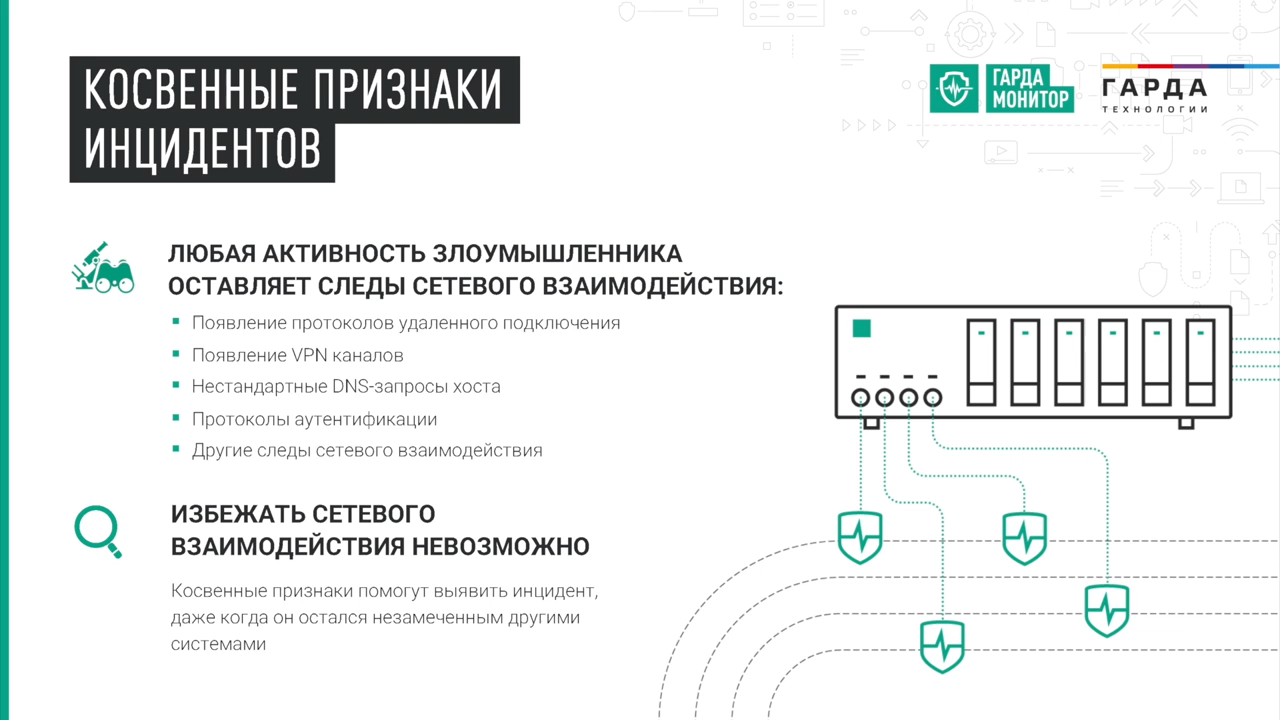 КОСВЕННЫЕ ПРИЗНАКИ
ИНЦИДЕНТОВ
ГАРДА
МОНИТОР
ГАРДА
ТЕХНОЛОГИИ
ЛЮБАЯ АКТИВНОСТЬ ЗЛОУМЫШЛЕННИКА
ОСТАВЛЯЕТ СЛЕДЫ СЕТЕВОГО ВЗАИМОДЕЙСТВИЯ:
Появление протоколов удаленного подключения
Появление VPN каналов
Нестандартные DNS-запросы хоста
Протоколы аутентификации
Другие следы сетевого взаимодействия
ИЗБЕЖАТЬ СЕТЕВОГО
ВЗАИМОДЕЙСТВИЯ НЕВОЗМОЖНО
Косвенные признаки помогут выявить инцидент,
даже когда он остался незамеченным другими
системами